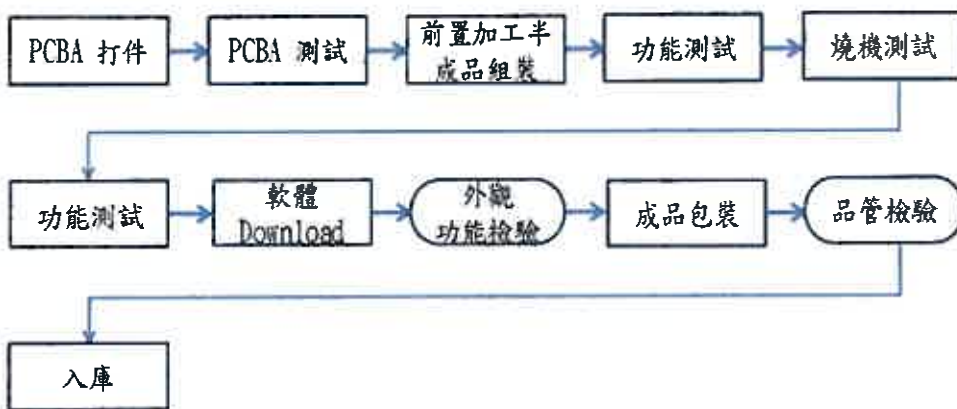 PCBA 打件
PCBA 測試
前置加工半
成品組裝
功能測試
燒機測試
功能測試
軟體
Download
外觀
功能檢驗
成品包裝
品管檢驗
入庫